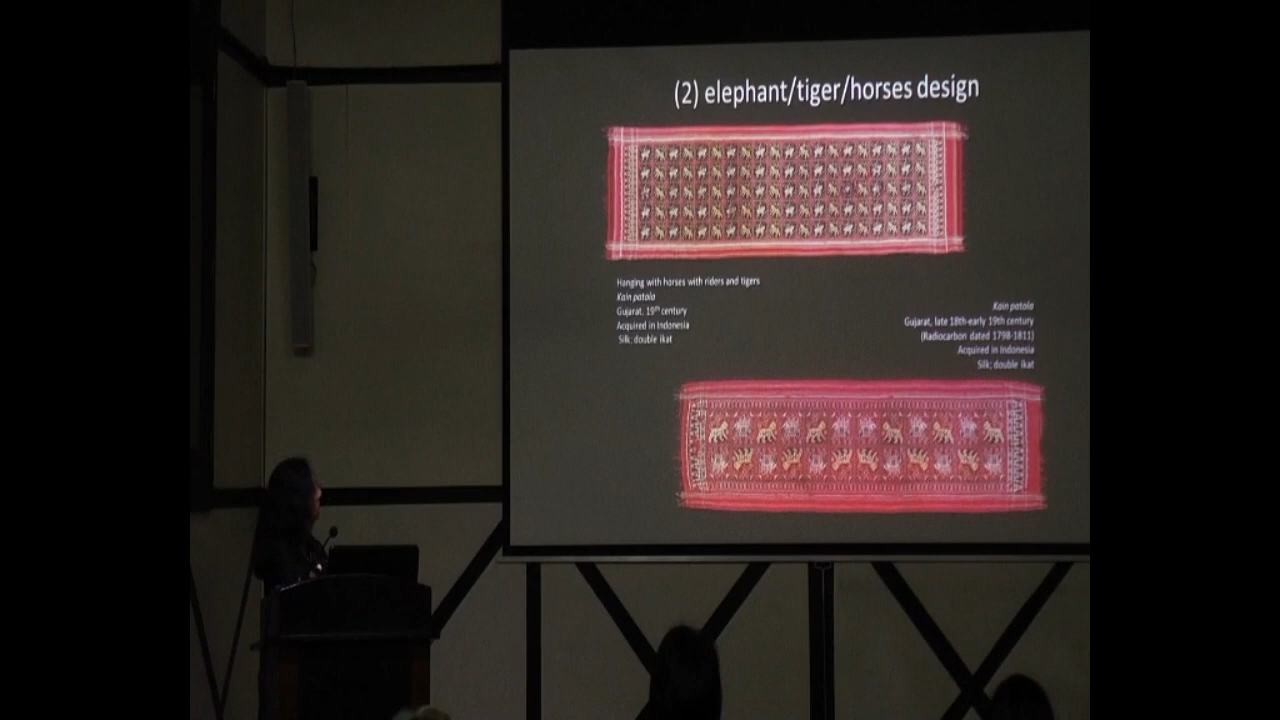 (2) elephant/tiger/horses design
Hanging with horses with riders and tigers
Kain patola
Gujarat, 19th century
Acquired in Indonesia
Silk; double ikat
Kain patola
Gujarat, late 18th-early 19th century
(Radiocarbon dated 1798-1811)
Acquired in Indonesia
Silk; double ikat